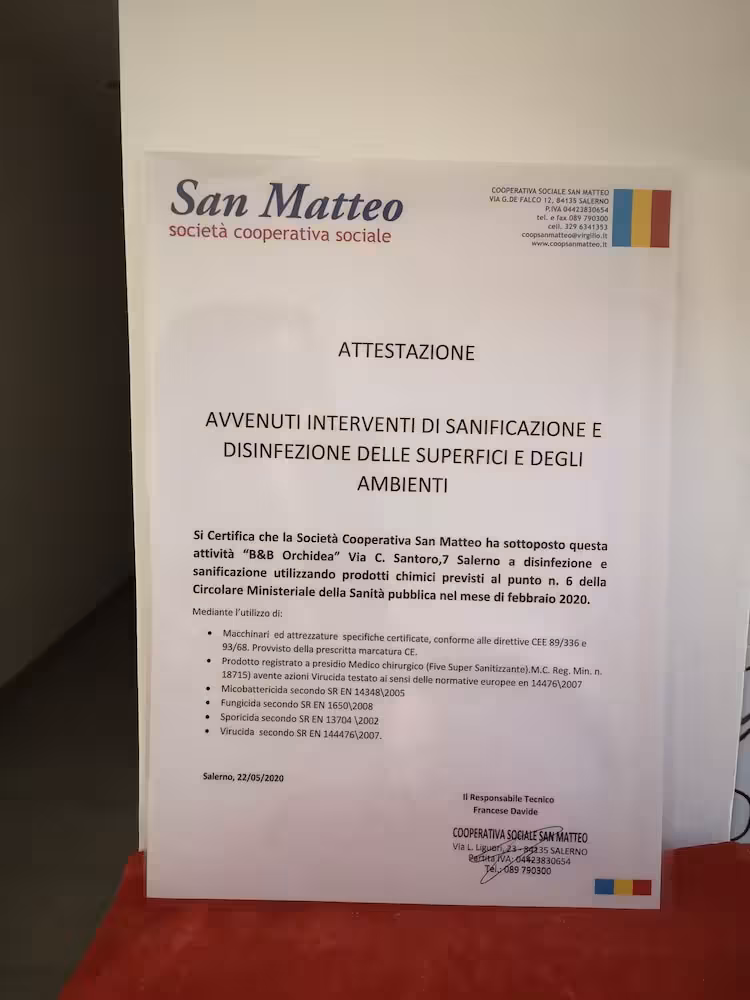 San Matteo
società cooperativa sociale
COOPERATIVA SOCIALE SAN MATTEO
VIA G.DE FALCO 12, 84135 SALERNO
P.IVA 04423830654
tel. e fax 089 790300
cell. 329 6341353
coopsanmatteo@virgilio.it
www.coopsanmatteo.it
ATTESTAZIONE
AVVENUTI INTERVENTI DI SANIFICAZIONE E
DISINFEZIONE DELLE SUPERFICI E DEGLI
AMBIENTI
Si Certifica che la Società Cooperativa San Matteo ha sottoposto questa
attività “B&B Orchidea” Via C. Santoro,7 Salerno a disinfezione e
sanificazione utilizzando prodotti chimici previsti al punto n. 6 della
Circolare Ministeriale della Sanità pubblica nel mese di febbraio 2020.
Mediante l’utilizzo di:
• Macchinari ed attrezzature specifiche certificate, conforme alle direttive CEE 89/336 e
93/68. Provvisto della prescritta marcatura CE.
• Prodotto registrato a presidio Medico chirurgico (Five Super Sanitizzante).M.C. Reg. Min. n.
18715) avente azioni Virucida testato ai sensi delle normative europee en 14476\2007
• Micobattericida secondo SR EN 14348\2005
• Fungicida secondo SR EN 1650\2008
• Sporicida secondo SR EN 13704 \2002
• Virucida secondo SR EN 144476\2007.
Salerno, 22/05/2020
Il Responsabile Tecnico
Francese Davide
COOPERATIVA SOCIALE SAN MATTEO
Via L. Liguori, 23 - 84135 SALERNO
Partita IVA: 04423830654
Tel.: 089 790300